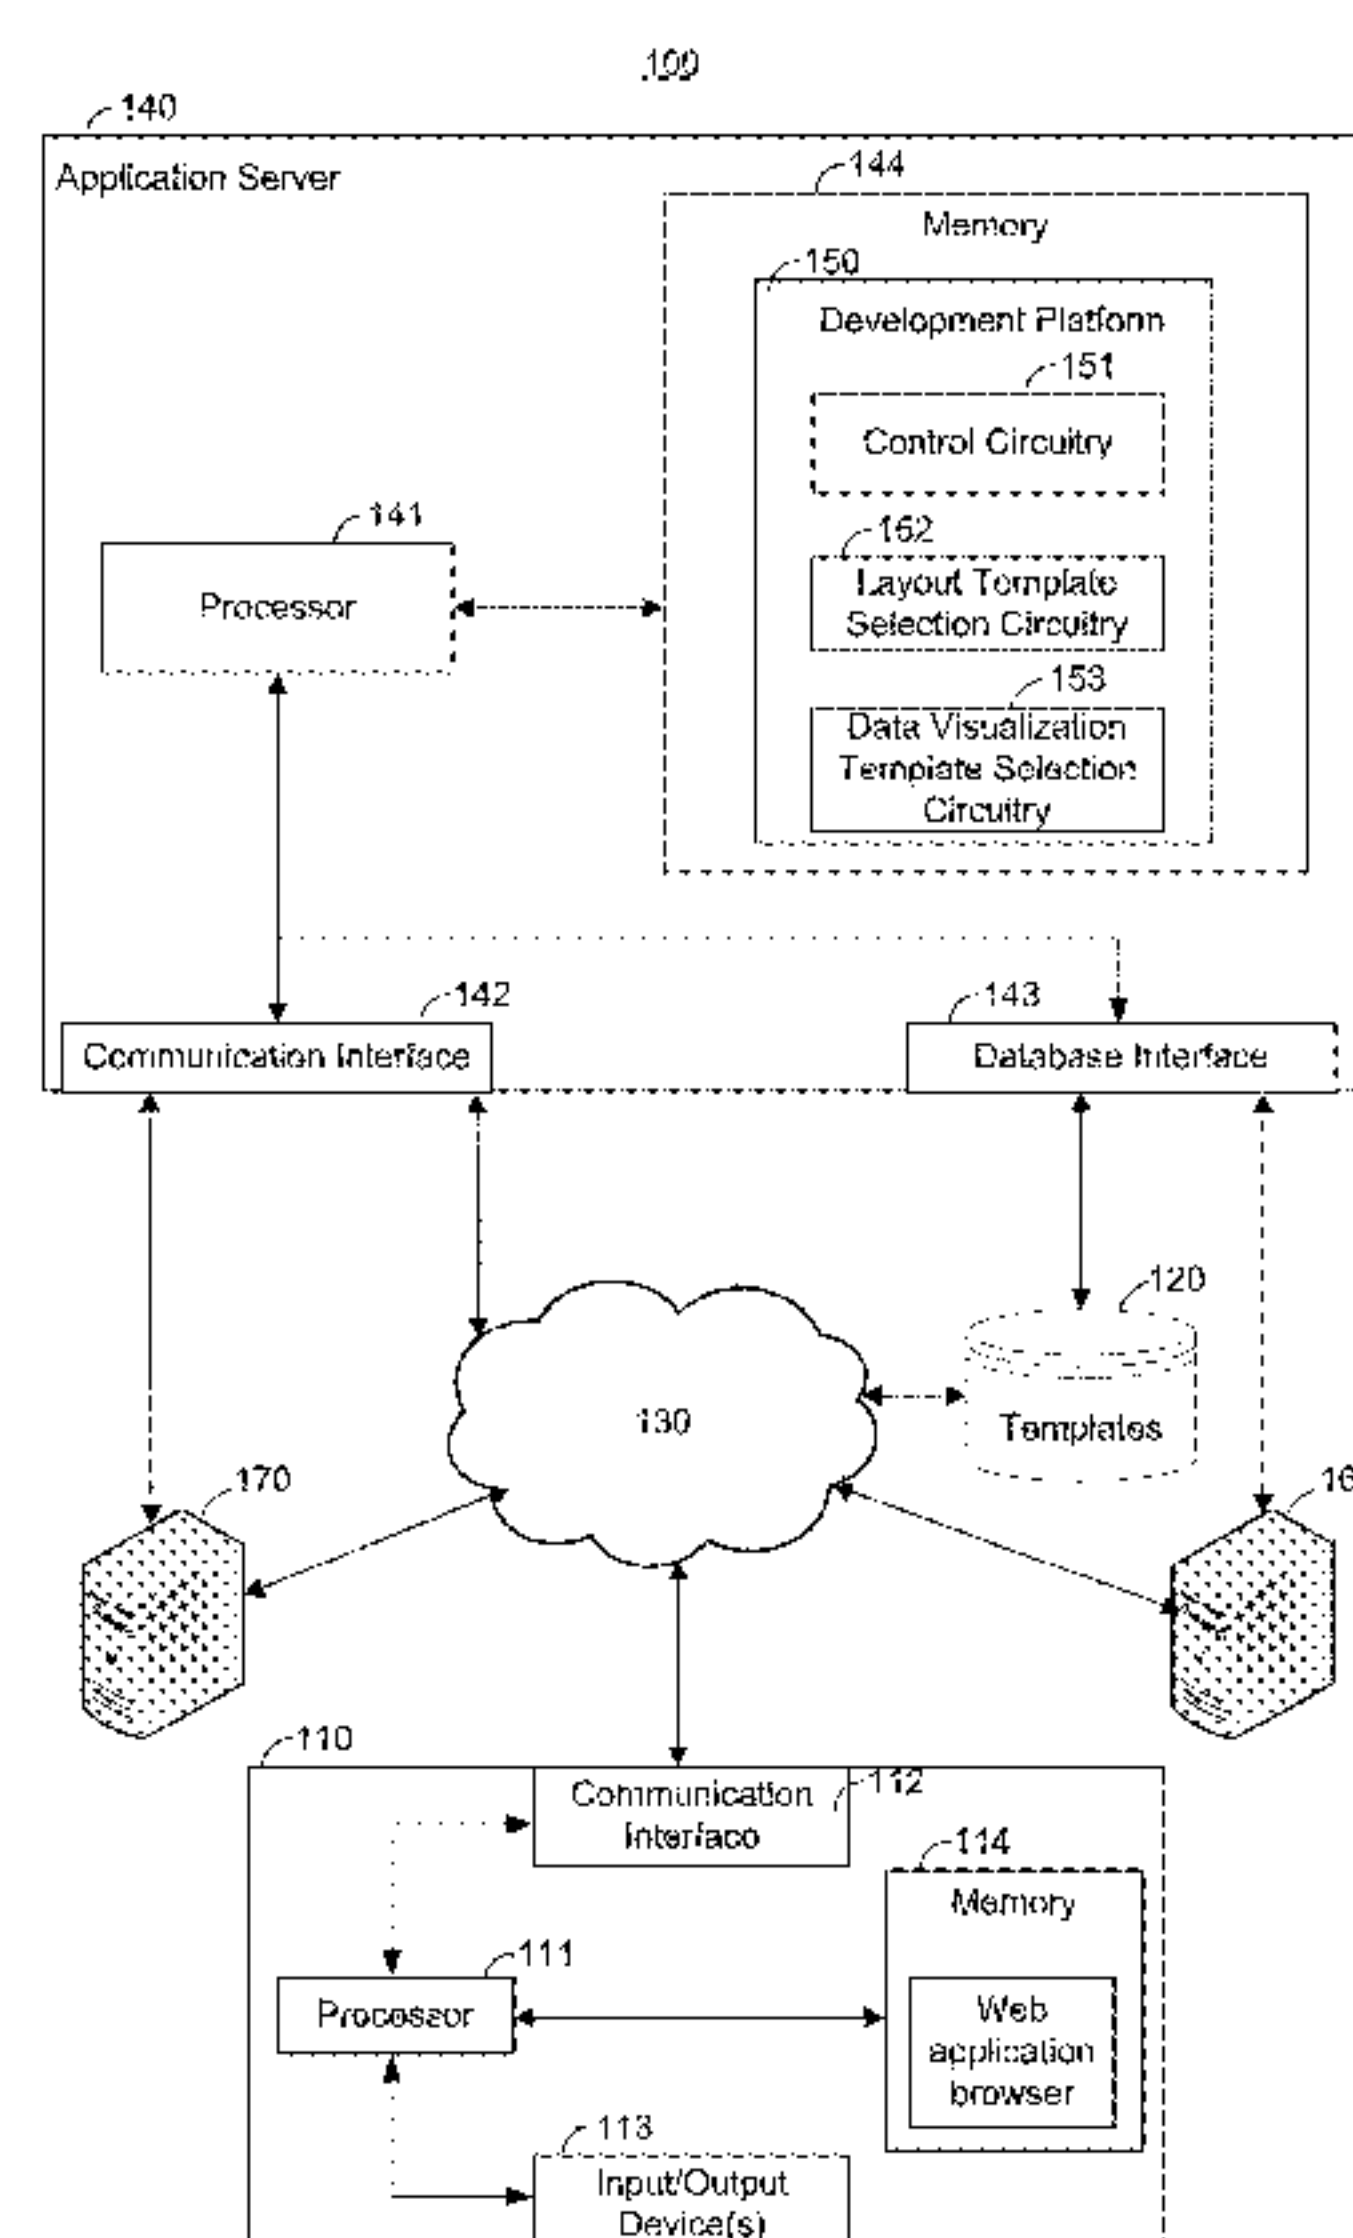 100
140
Application Server
144
Memory
150
Development Platform
151
Control Circuitry
141
Processor
152
Layout Template
Selection Circuitry
153
Data Visualization
Template Selection
Circuitry
142
Communication Interface
143
Database Interface
120
Templates
130
170
110
Communication
Interface
112
114
Memory
111
Processor
Web
application
browser
113
Input/Output
Device(s)